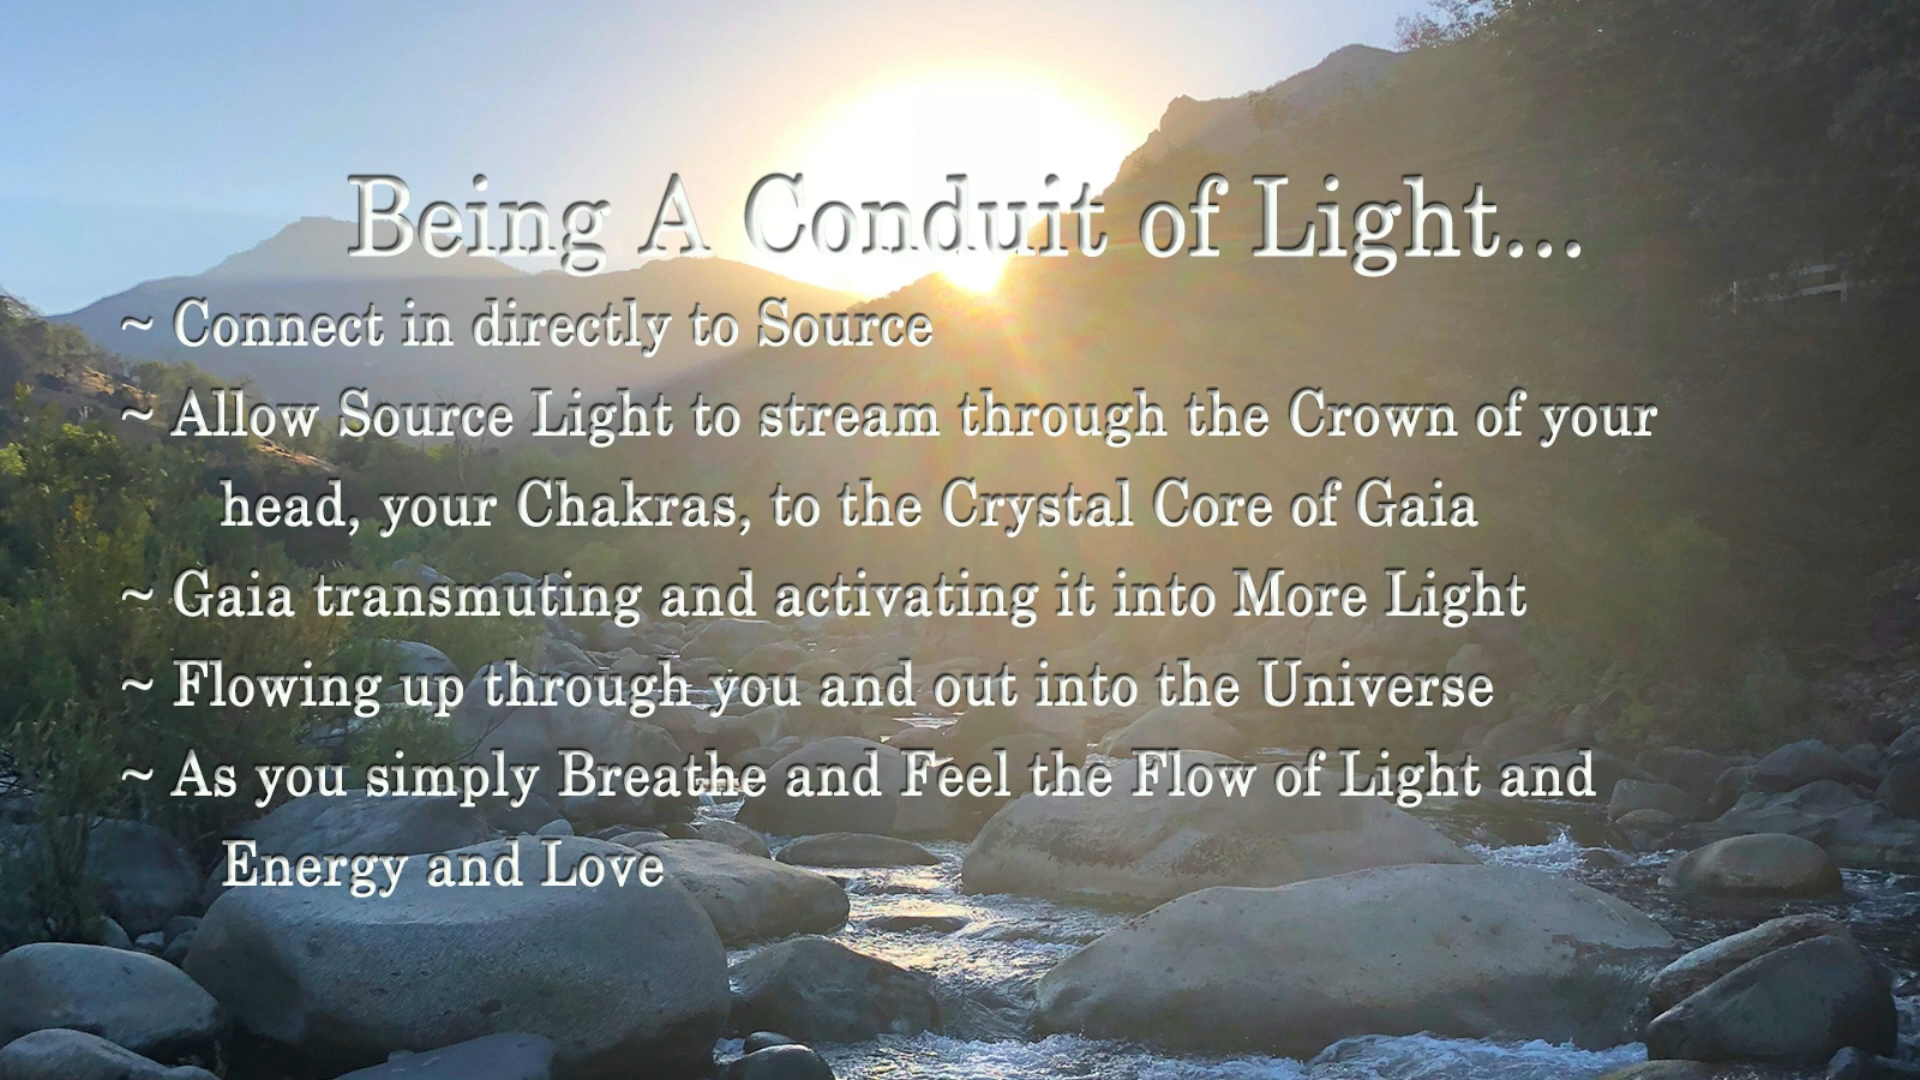 Being A Conduit of Light...
~ Connect in directly to Source
~ Allow Source Light to stream through the Crown of your
head, your Chakras, to the Crystal Core of Gaia
~ Gaia transmuting and activating it into More Light
~ Flowing up through you and out into the Universe
~ As you simply Breathe and Feel the Flow of Light and
Energy and Love